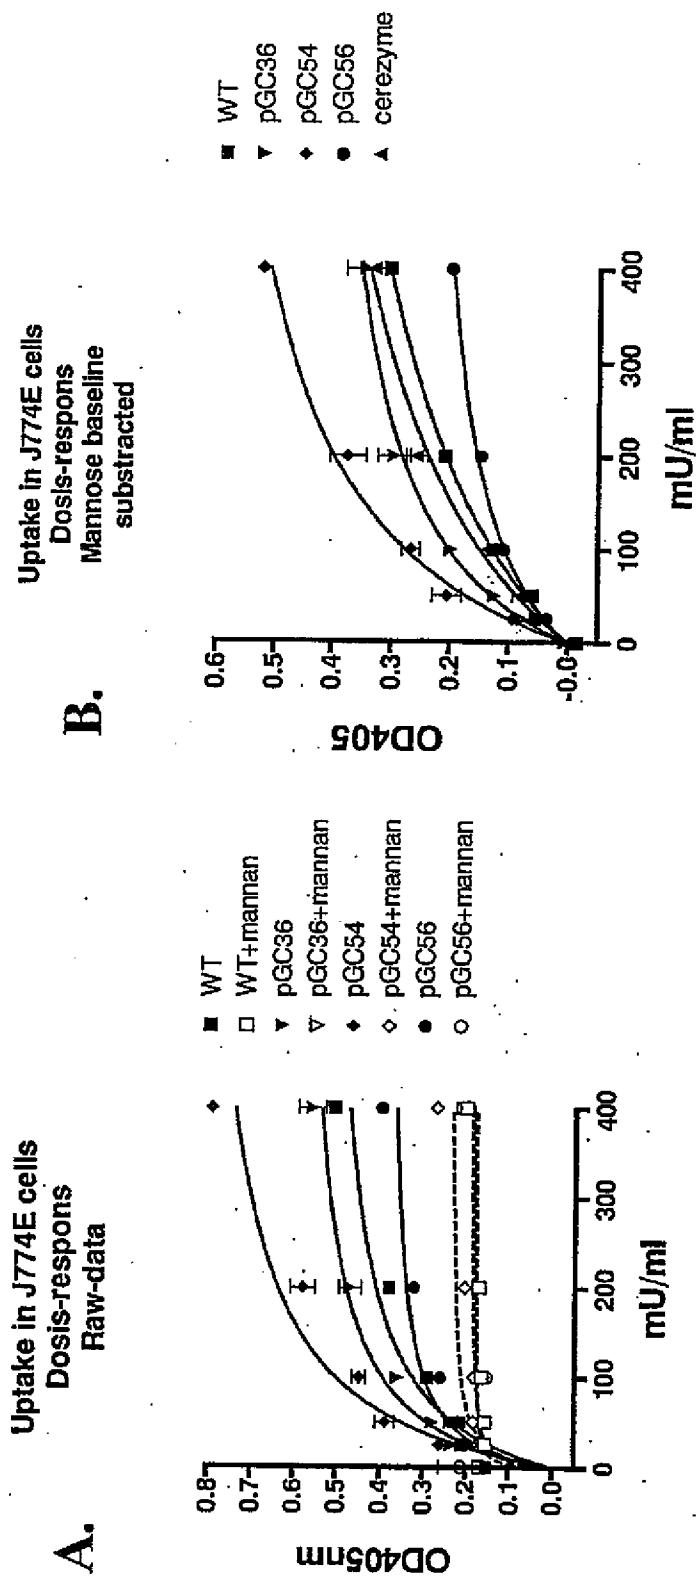 A.
Uptake in J774E cells
Dosis-respons
Raw-data
OD405nm
0.8
0.7
0.6
0.5
0.4
0.3
0.2
0.1
0.0
0
100
200
300
400
mU/ml
WT
WT+mannan
pGC36
pGC36+mannan
pGC54
pGC54+mannan
pGC56
pGC56+mannan
B.
Uptake in J774E cells
Dosis-respons
Mannose baseline
substracted
OD405
0.6
0.5
0.4
0.3
0.2
0.1
-0.0
0
100
200
300
400
mU/ml
WT
pGC36
pGC54
pGC56
cerezyme